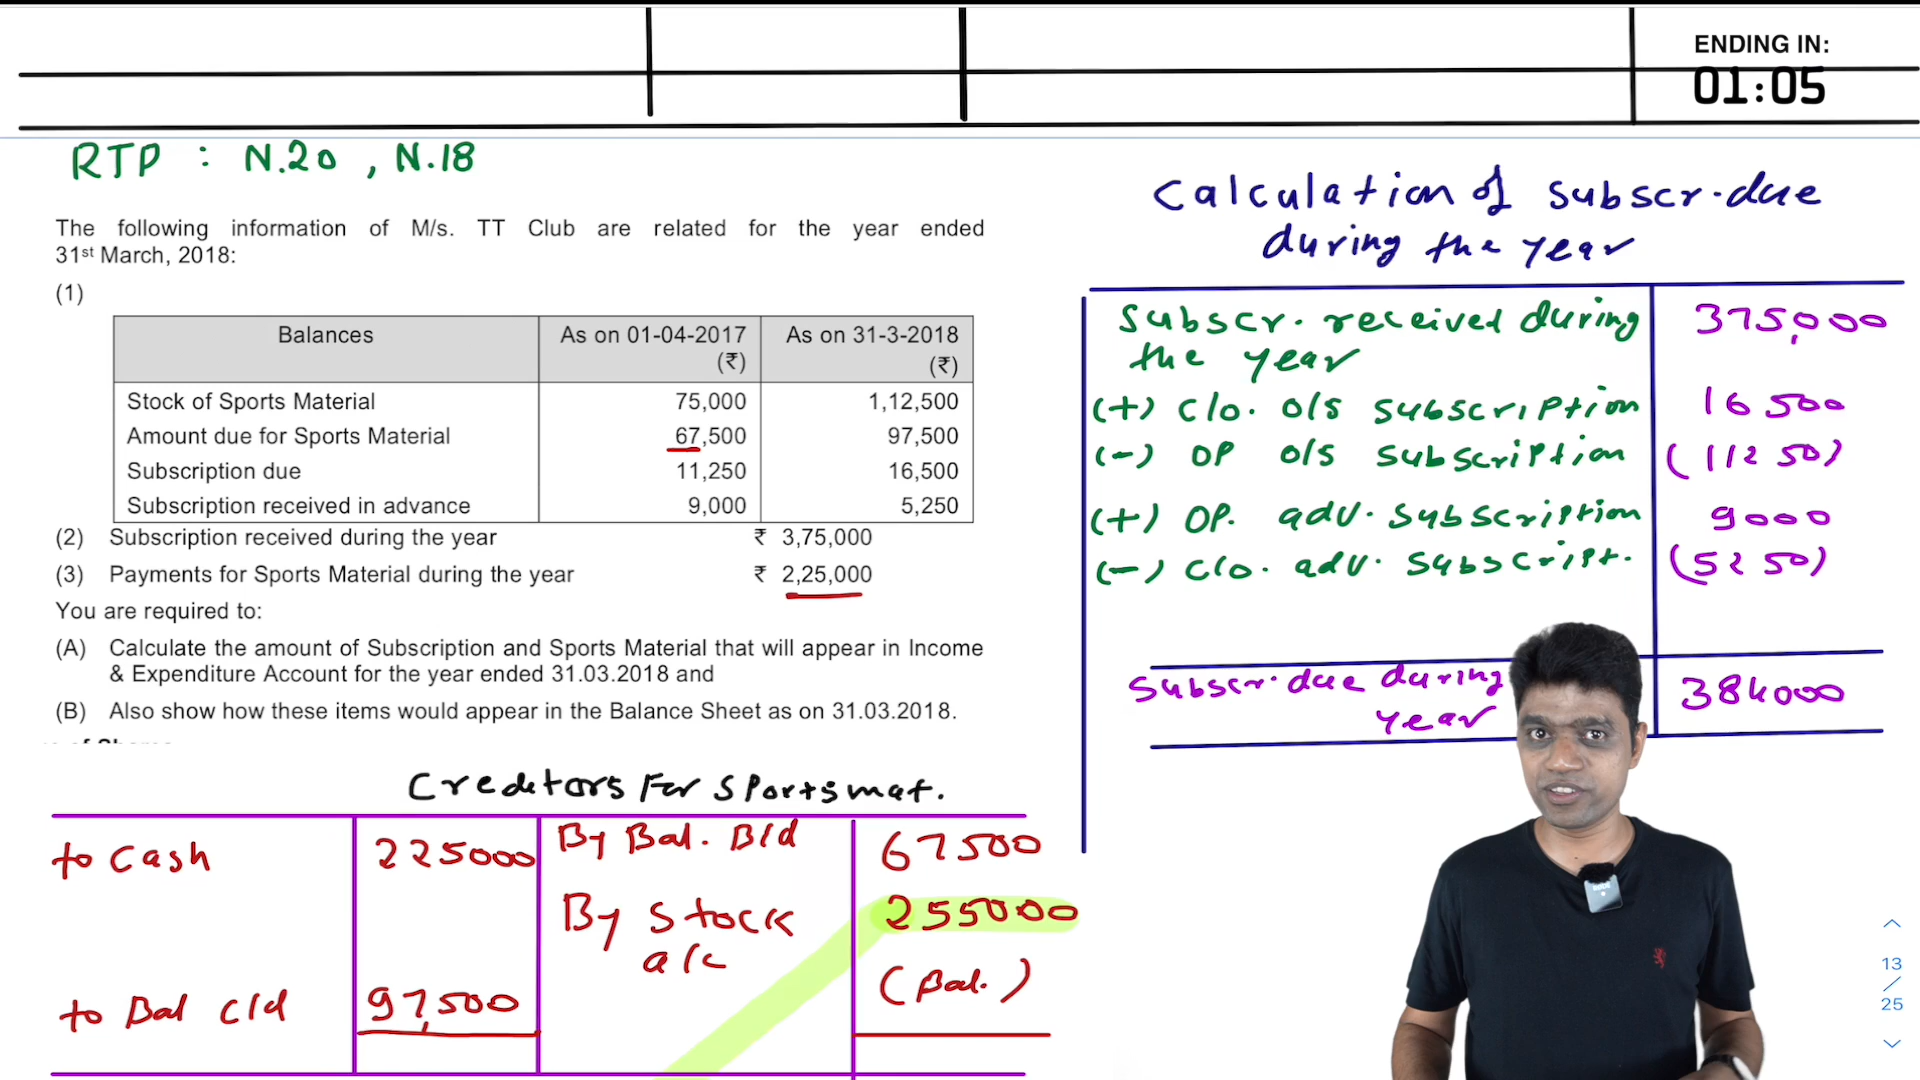 ENDING IN:
01:05
RTP : N.20 , N.18
The following information of M/s. TT Club are related for the year ended
31st March, 2018:
(1)
Balances As on 01-04-2017 (₹) As on 31-3-2018 (₹)
Stock of Sports Material 75,000 1,12,500
Amount due for Sports Material 67,500 97,500
Subscription due 11,250 16,500
Subscription received in advance 9,000 5,250
(2) Subscription received during the year ₹ 3,75,000
(3) Payments for Sports Material during the year ₹ 2,25,000
You are required to:
(A) Calculate the amount of Subscription and Sports Material that will appear in Income
& Expenditure Account for the year ended 31.03.2018 and
(B) Also show how these items would appear in the Balance Sheet as on 31.03.2018.
Calculation of subscr. due
during the year
Subscr. received during 375,000
the year
(+) Clo. o/s subscription 16500
(-) OP o/s subscription (11250)
(+) OP. adv. subscription 9000
(-) Clo. adv. subscript. (5250)
Subscr. due during 384000
year
Creditors For Sports mat.
to Cash 225000 By Bal. B/d 67500
By Stock 255000
a/c (Bal.)
to Bal c/d 97,500
13
/
25